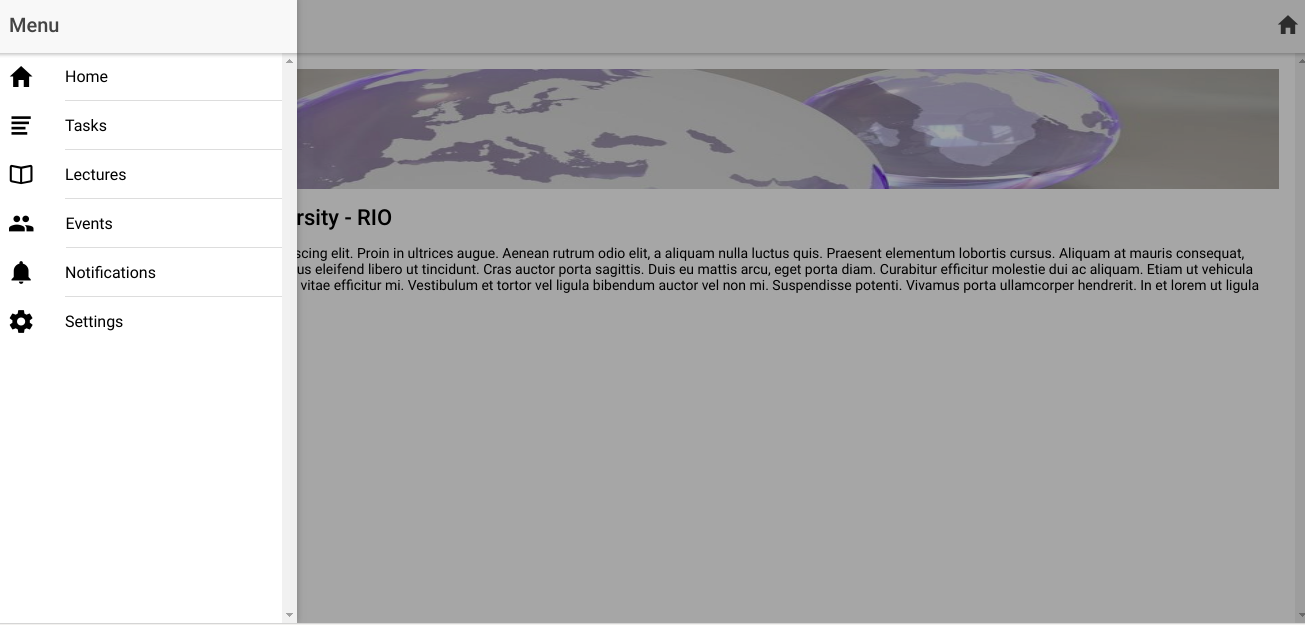 Menu
Home
Tasks
Lectures
Events
Notifications
Settings
rsity - RIO
scing elit. Proin in ultrices augue. Aenean rutrum odio elit, a aliquam nulla luctus quis. Praesent elementum lobortis cursus. Aliquam at mauris consequat,
us eleifend libero ut tincidunt. Cras auctor porta sagittis. Duis eu mattis arcu, eget porta diam. Curabitur efficitur molestie dui ac aliquam. Etiam ut vehicula
vitae efficitur mi. Vestibulum et tortor vel ligula bibendum auctor vel non mi. Suspendisse potenti. Vivamus porta ullamcorper hendrerit. In et lorem ut ligula